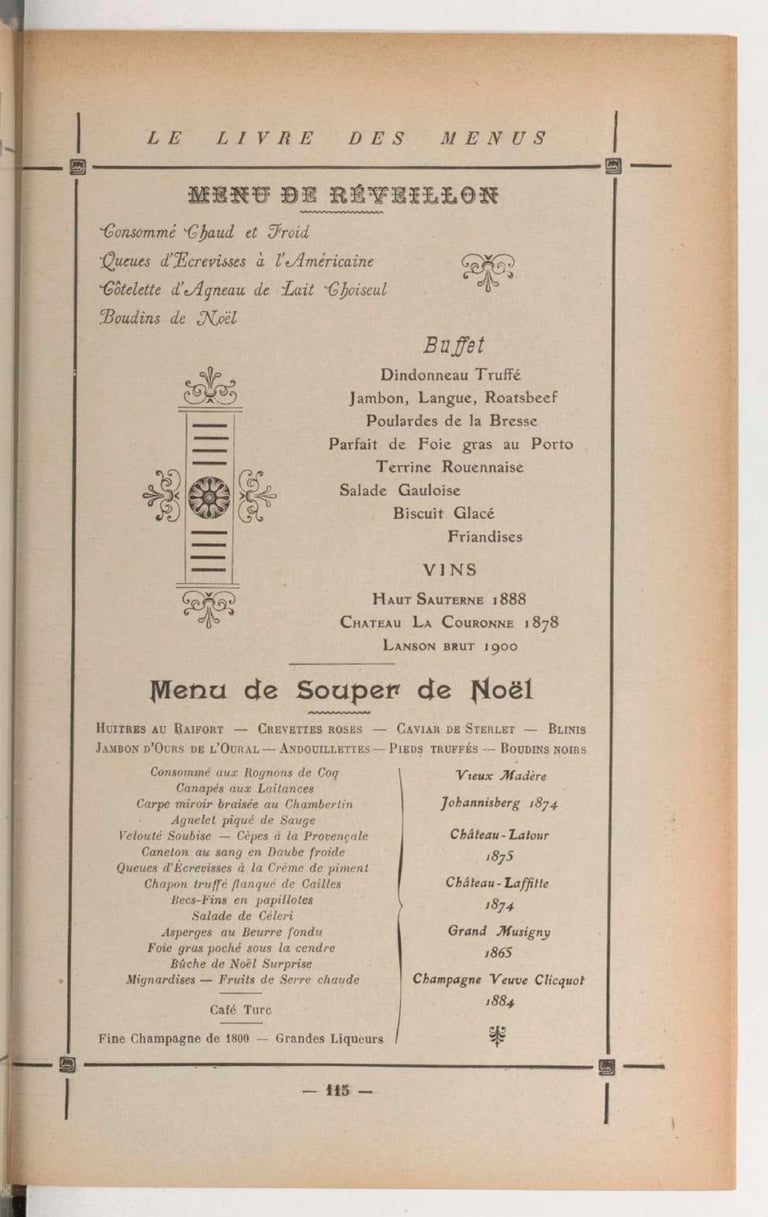 LE LIVRE DES MENUS
MENU DE RÉVEILLON
Consommé Chaud et Froid
Queues d'Ecrevisses à l'Américaine
Côtelette d'Agneau de Lait Choiseul
Boudins de Noël
Buffet
Dindonneau Truffé
Jambon, Langue, Roatsbeef
Poulardes de la Bresse
Parfait de Foie gras au Porto
Terrine Rouennaise
Salade Gauloise
Biscuit Glacé
Friandises
VINS
HAUT SAUTERNE 1888
CHATEAU LA COURONNE 1878
LANSON BRUT 1900
Menu de Souper de Noël
HUITRES AU RAIFORT — CREVETTES ROSES — CAVIAR DE STERLET — BLINIS
JAMBON D'OURS DE L'OURAL — ANDOUILLETTES — PIEDS TRUFFÉS — BOUDINS NOIRS
Consommé aux Rognons de Coq
Canapés aux Laitances
Carpe miroir braisée au Chambertin
Agnelet piqué de Sauge
Velouté Soubise — Cèpes à la Provençale
Caneton au sang en Daube froide
Queues d'Écrevisses à la Crème de piment
Chapon truffé flanqué de Cailles
Becs-Fins en papillotes
Salade de Céleri
Asperges au Beurre fondu
Foie gras poché sous la cendre
Bûche de Noël Surprise
Mignardises — Fruits de Serre chaude
Café Turc
Fine Champagne de 1800 — Grandes Liqueurs
Vieux Madère
Johannisberg 1874
Château-Latour
1875
Château-Laffitte
1874
Grand Musigny
1865
Champagne Veuve Clicquot
1884
— 115 —